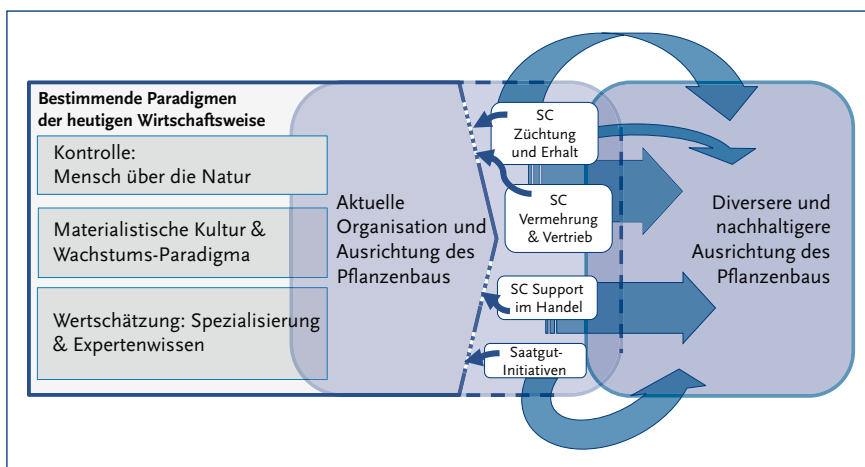 Bestimmende Paradigmen
der heutigen Wirtschaftsweise
Kontrolle:
Mensch über die Natur
Materialistische Kultur &
Wachstums-Paradigma
Wertschätzung: Spezialisierung
& Expertenwissen
Aktuelle
Organisation und
Ausrichtung des
Pflanzenbaus
SC
Züchtung
und Erhalt
SC
Vermehrung
& Vertrieb
SC Support
im Handel
Saatgut-
Initiativen
Diversere und
nachhaltigere
Ausrichtung des
Pflanzenbaus